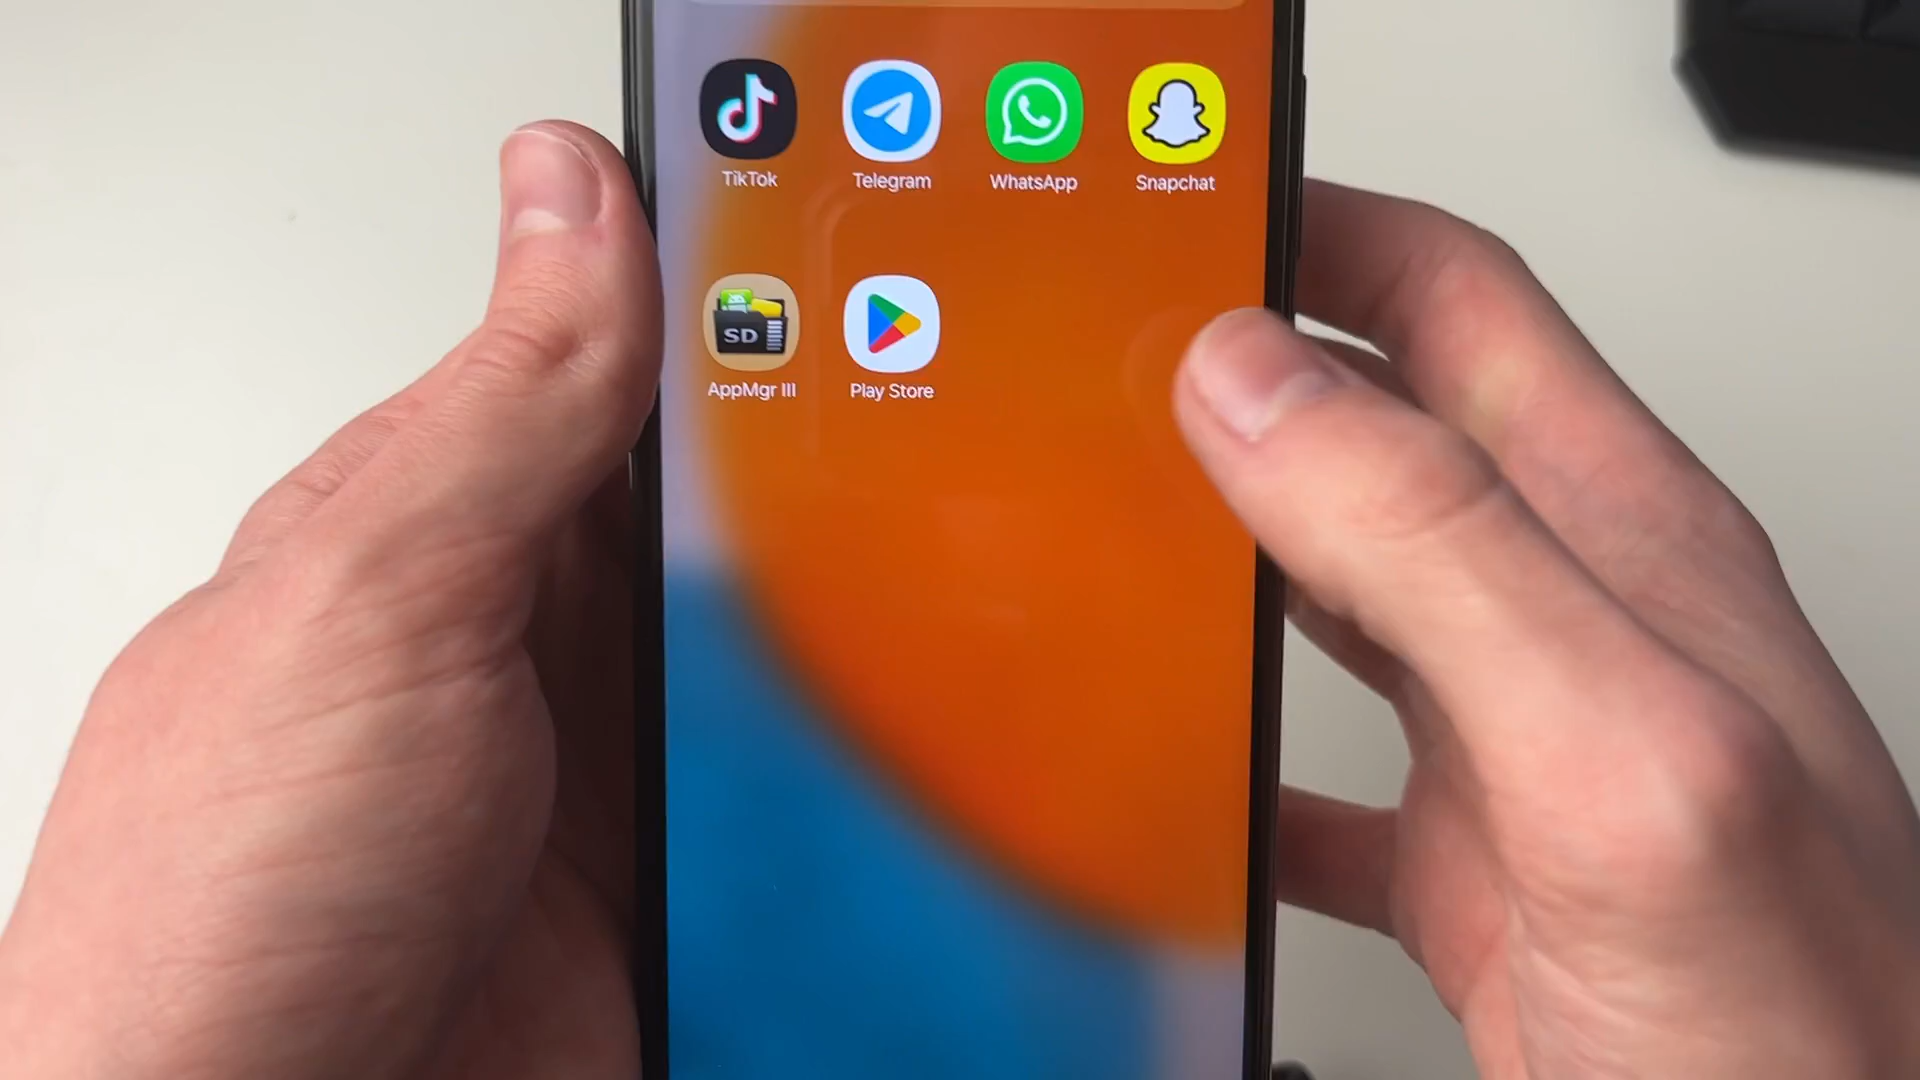 TikTok
Telegram
WhatsApp
Snapchat
SD
AppMgr III
Play Store